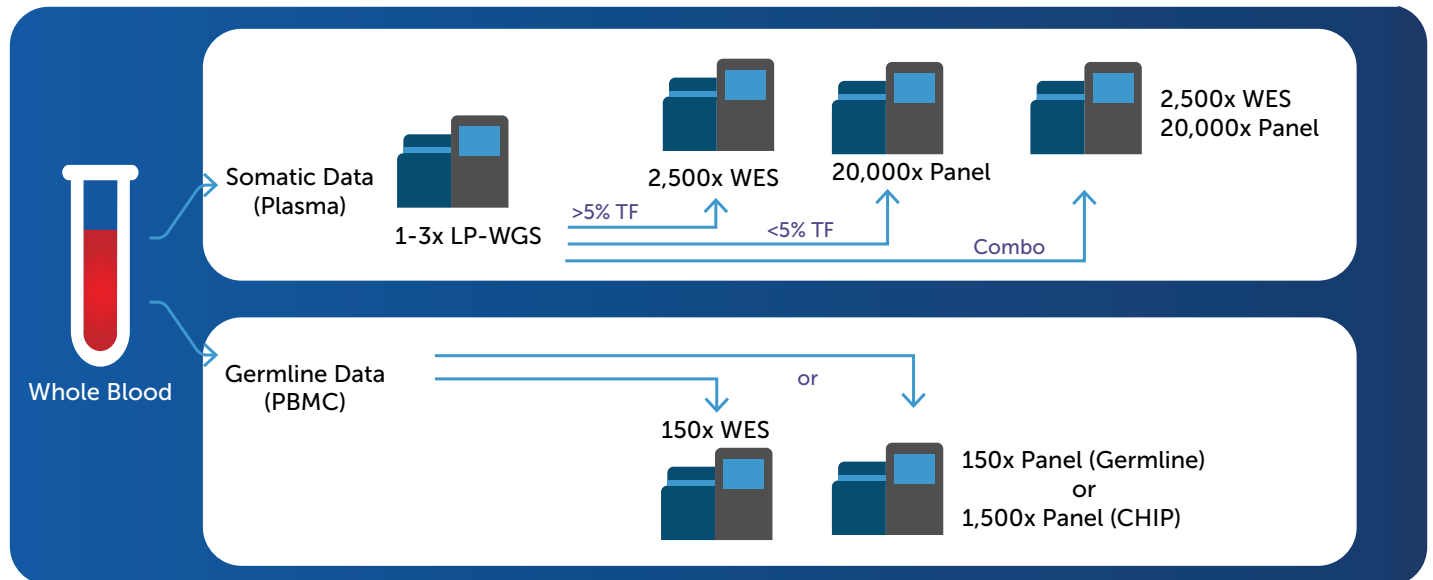 Whole Blood
Somatic Data
(Plasma)
1-3x LP-WGS
>5% TF
2,500x WES
<5% TF
20,000x Panel
Combo
2,500x WES
20,000x Panel
Germline Data
(PBMC)
or
150x WES
150x Panel (Germline)
or
1,500x Panel (CHIP)